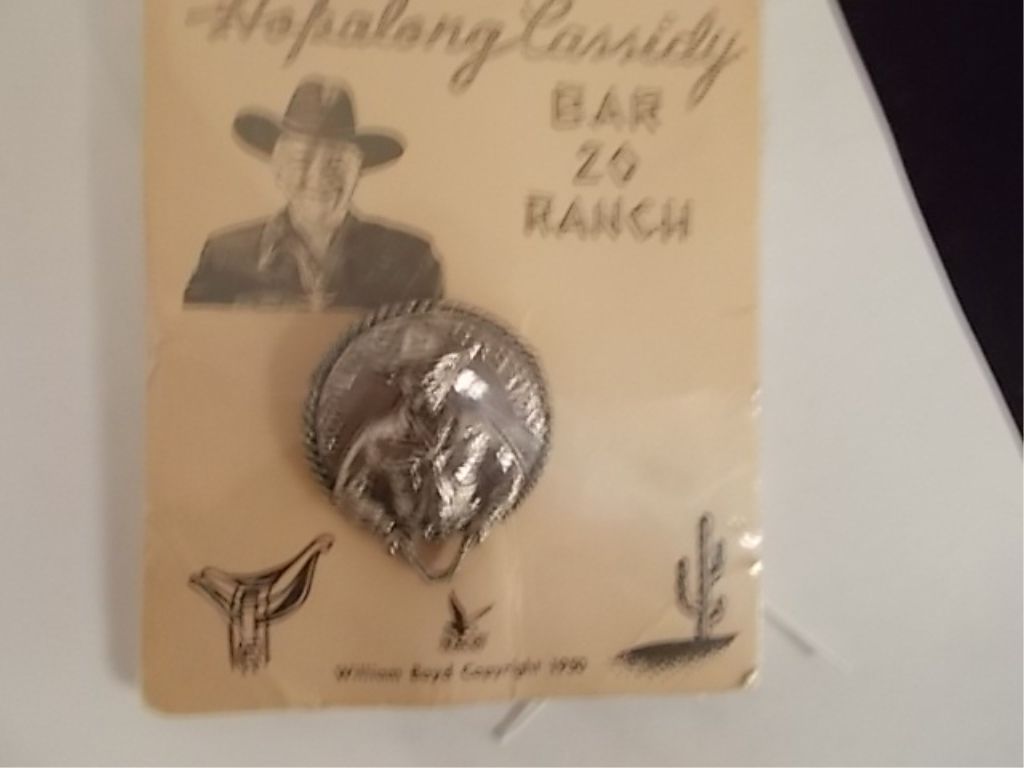 Hopalong Cassidy
BAR
20
RANCH
William Boyd Copyright 1950